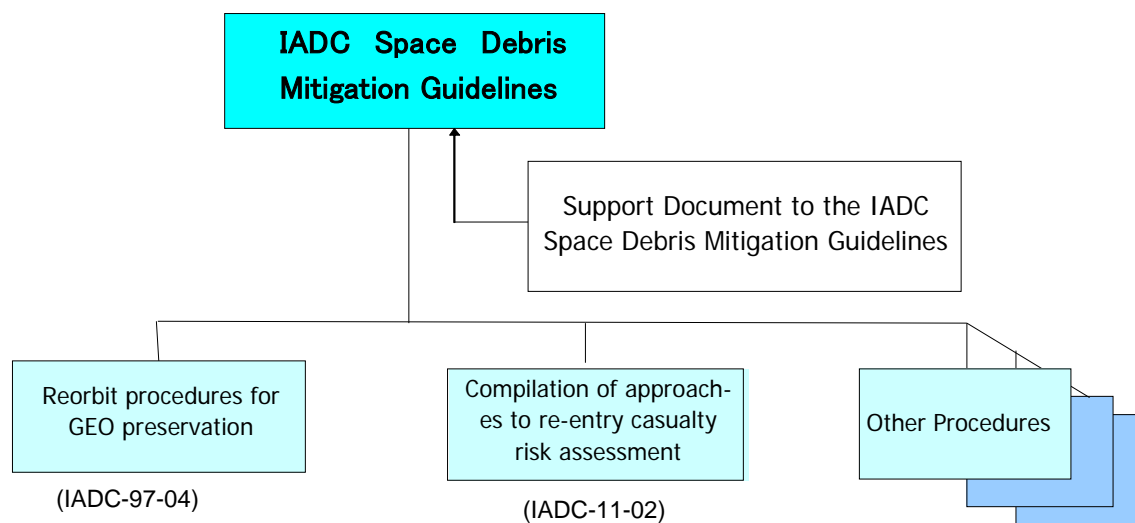 IADC Space Debris
Mitigation Guidelines
Support Document to the IADC
Space Debris Mitigation Guidelines
Reorbit procedures for
GEO preservation
(IADC-97-04)
Compilation of approach-
es to re-entry casualty
risk assessment
(IADC-11-02)
Other Procedures